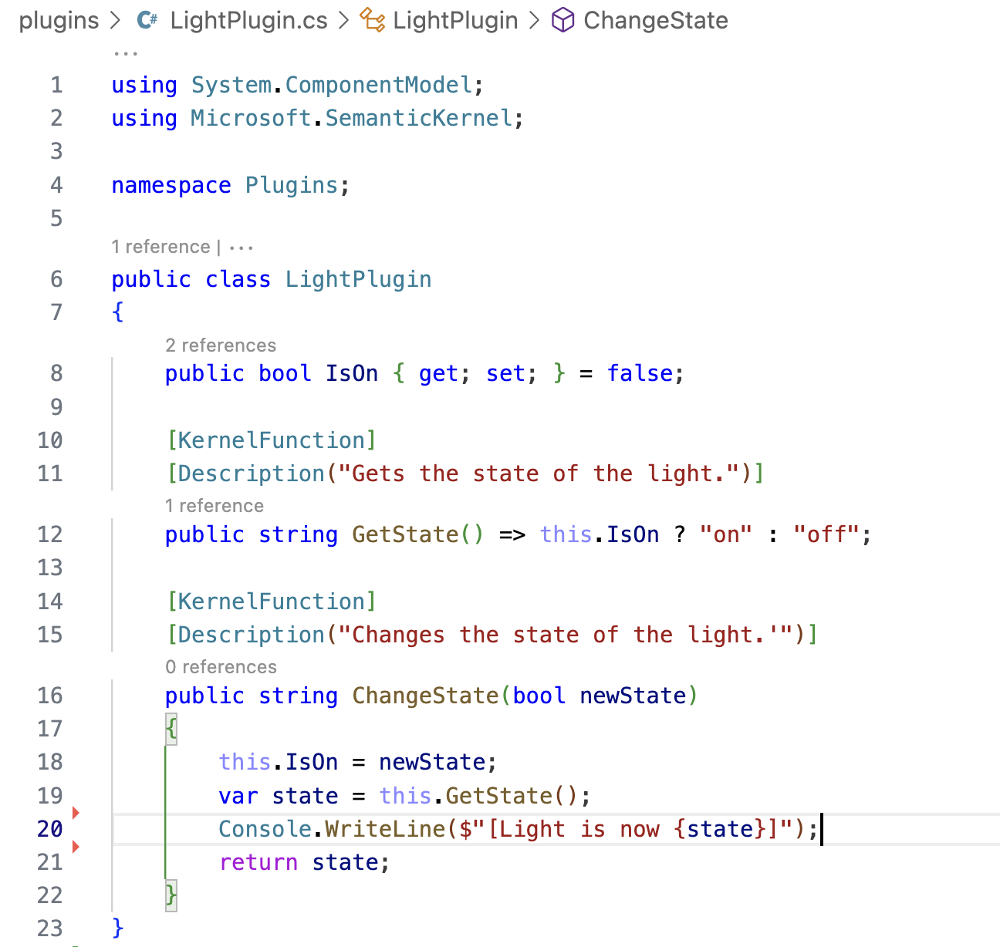 plugins > C# LightPlugin.cs > LightPlugin > ChangeState
...
1 using System.ComponentModel;
2 using Microsoft.SemanticKernel;
3
4 namespace Plugins;
5
1 reference | ...
6 public class LightPlugin
7 {
2 references
8 public bool IsOn { get; set; } = false;
9
10 [KernelFunction]
11 [Description("Gets the state of the light.")]
1 reference
12 public string GetState() => this.IsOn ? "on" : "off";
13
14 [KernelFunction]
15 [Description("Changes the state of the light.'")]
0 references
16 public string ChangeState(bool newState)
17 {
18 this.IsOn = newState;
19 var state = this.GetState();
20 Console.WriteLine($"[Light is now {state}]");
21 return state;
22 }
23 }